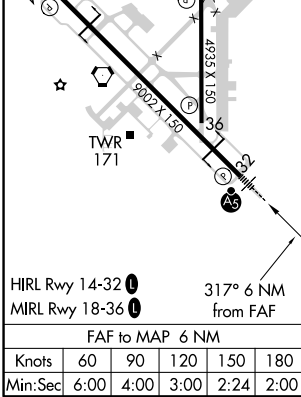 P
P
4935 X 150
9002 X 150
P
36
TWR
171
32
P
A5
HIRL Rwy 14-32 L
317° 6 NM
MIRL Rwy 18-36 L
from FAF
FAF to MAP 6 NM
Knots 60 90 120 150 180
Min:Sec 6:00 4:00 3:00 2:24 2:00